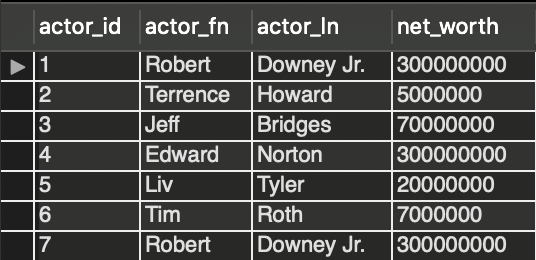 actor_id actor_fn actor_ln net_worth
1 Robert Downey Jr. 300000000
2 Terrence Howard 5000000
3 Jeff Bridges 70000000
4 Edward Norton 300000000
5 Liv Tyler 20000000
6 Tim Roth 7000000
7 Robert Downey Jr. 300000000